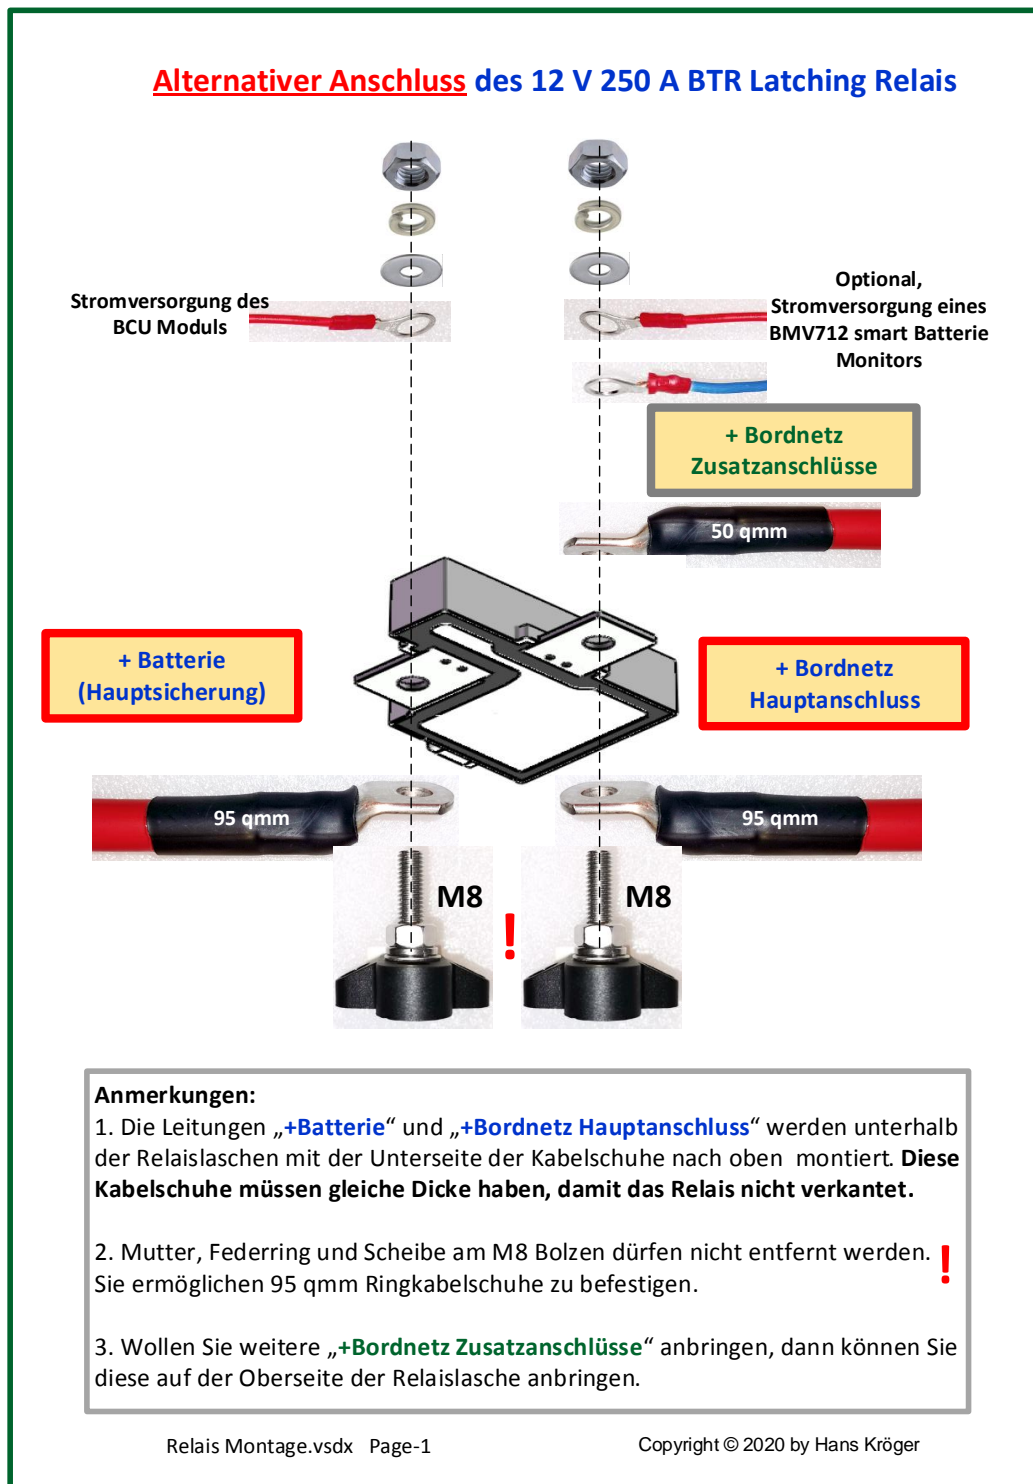 Alternativer Anschluss des 12 V 250 A BTR Latching Relais
Stromversorgung des
BCU Moduls
Optional,
Stromversorgung eines
BMV712 smart Batterie
Monitors
+ Bordnetz
Zusatzanschlüsse
50 qmm
+ Batterie
(Hauptsicherung)
+ Bordnetz
Hauptanschluss
95 qmm
95 qmm
M8
!
M8
Anmerkungen:
1. Die Leitungen „+Batterie“ und „+Bordnetz Hauptanschluss“ werden unterhalb
der Relaislaschen mit der Unterseite der Kabelschuhe nach oben montiert. Diese
Kabelschuhe müssen gleiche Dicke haben, damit das Relais nicht verkantet.
2. Mutter, Federring und Scheibe am M8 Bolzen dürfen nicht entfernt werden. !
Sie ermöglichen 95 qmm Ringkabelschuhe zu befestigen.
3. Wollen Sie weitere „+Bordnetz Zusatzanschlüsse“ anbringen, dann können Sie
diese auf der Oberseite der Relaislasche anbringen.
Relais Montage.vsdx Page-1
Copyright © 2020 by Hans Kröger